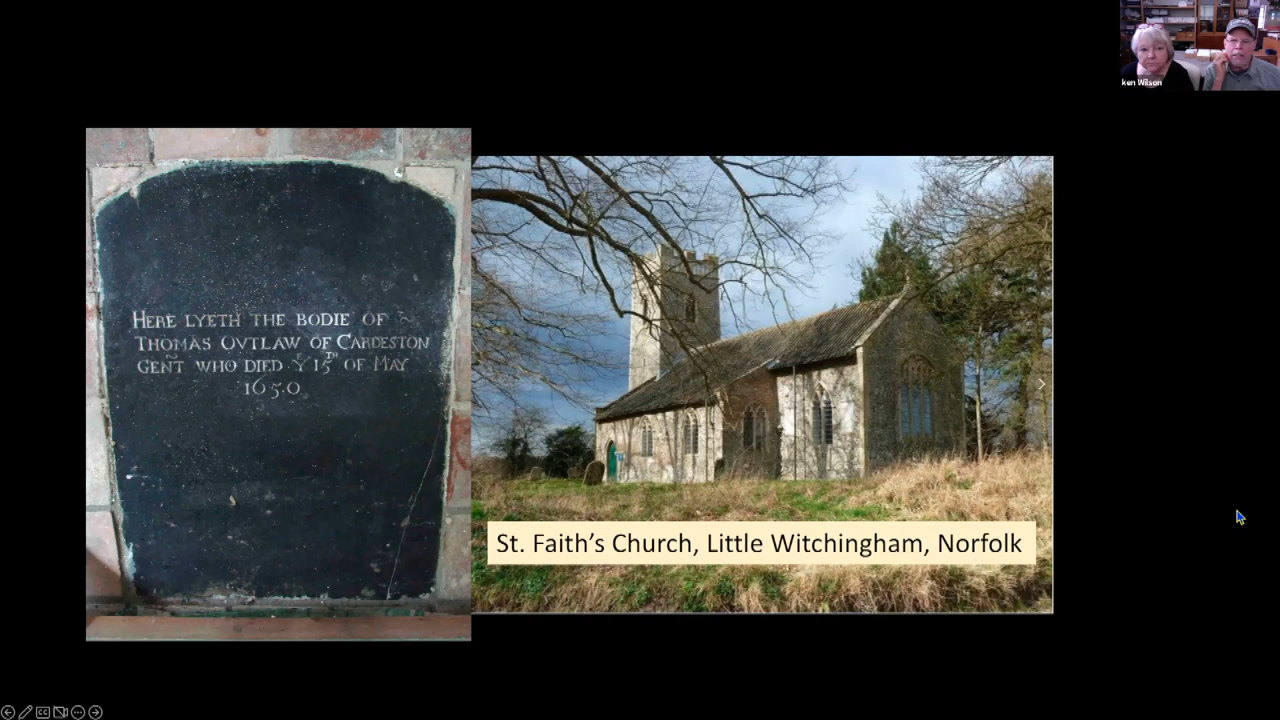 HERE LYETH THE BODIE OF ~
THOMAS OVTLAW OF CARDESTON
GENT WHO DIED Yᵉ 15ᵀᴴ OF MAY
1650
St. Faith's Church, Little Witchingham, Norfolk
ken Wilson
CC